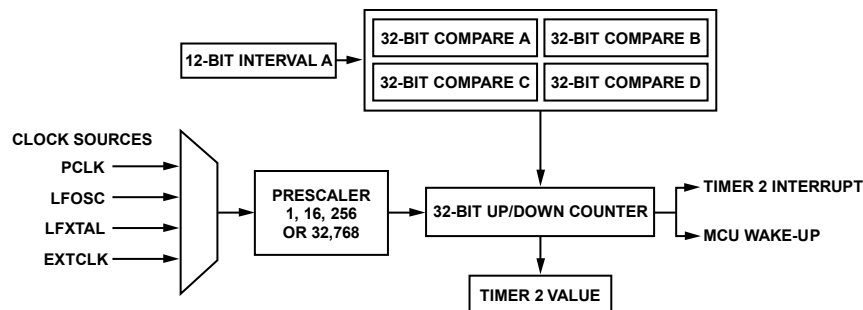 12-BIT INTERVAL A
32-BIT COMPARE A
32-BIT COMPARE B
32-BIT COMPARE C
32-BIT COMPARE D
CLOCK SOURCES
PCLK
LFOSC
LFXTAL
EXTCLK
PRESCALER
1, 16, 256
OR 32,768
32-BIT UP/DOWN COUNTER
TIMER 2 INTERRUPT
MCU WAKE-UP
TIMER 2 VALUE